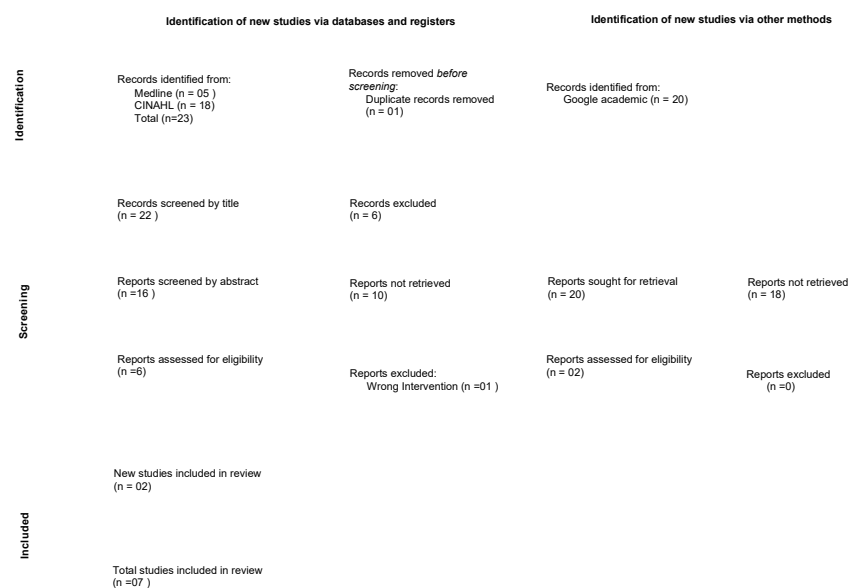 Identification of new studies via databases and registers
Identification of new studies via other methods
Identification
Records identified from:
Medline (n = 05 )
CINAHL (n = 18)
Total (n=23)
Records removed before
screening:
Duplicate records removed
(n = 01)
Records identified from:
Google academic (n = 20)
Screening
Records screened by title
(n = 22 )
Records excluded
(n = 6)
Reports screened by abstract
(n =16 )
Reports not retrieved
(n = 10)
Reports sought for retrieval
(n = 20)
Reports not retrieved
(n = 18)
Reports assessed for eligibility
(n =6)
Reports excluded:
Wrong Intervention (n =01 )
Reports assessed for eligibility
(n = 02)
Reports excluded
(n =0)
Included
New studies included in review
(n = 02)
Total studies included in review
(n =07 )